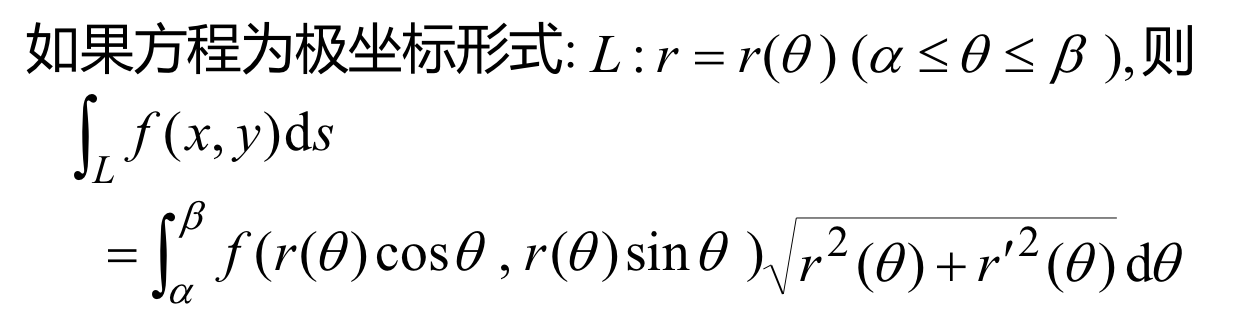 如果方程为极坐标形式: L : r = r(θ) (α ≤ θ ≤ β ),则
∫_L f(x, y)ds
= ∫_α^β f(r(θ)cosθ , r(θ)sinθ )√(r²(θ) + r′²(θ)) dθ